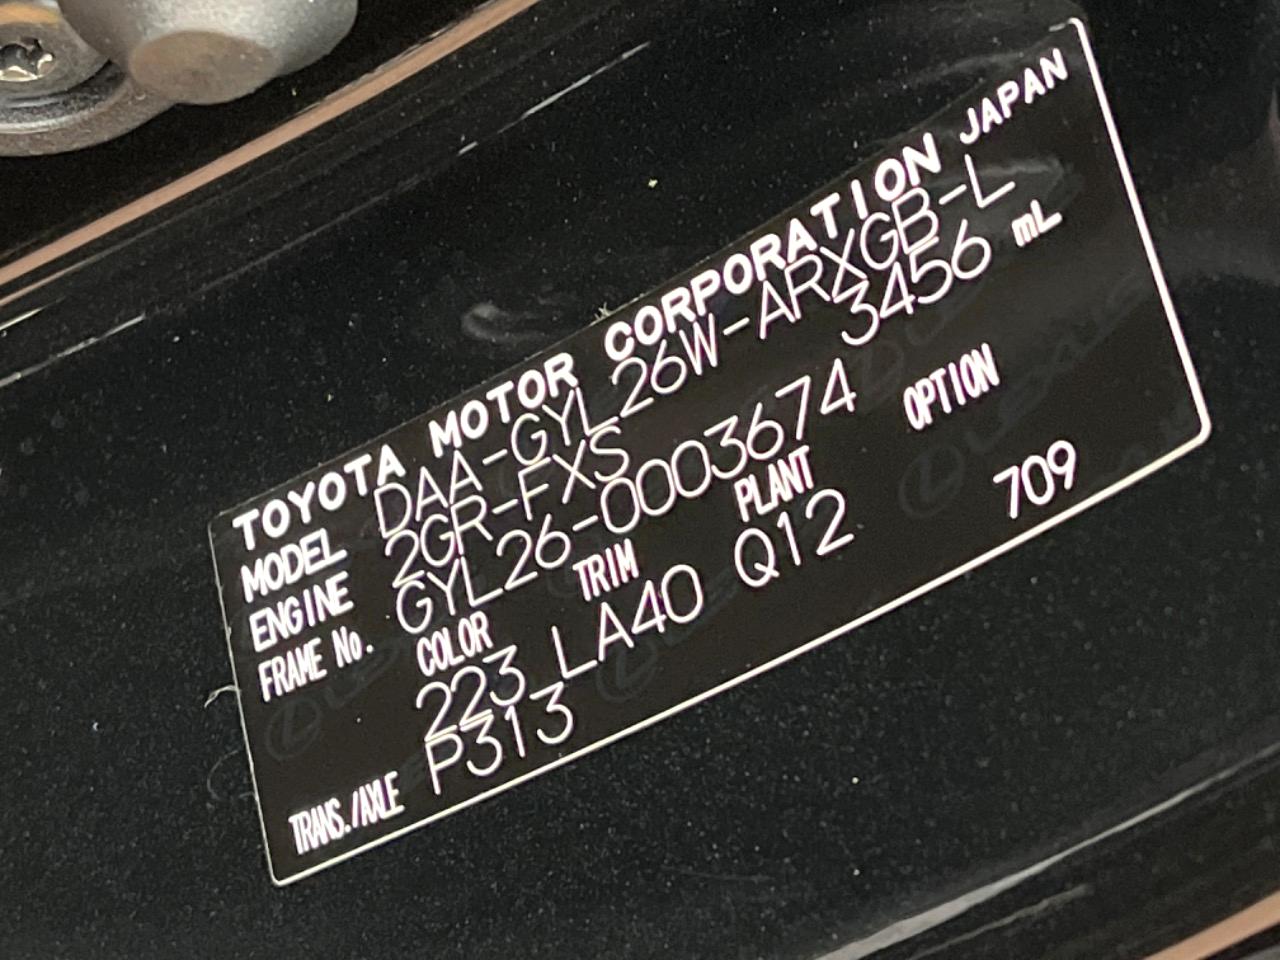 TOYOTA MOTOR CORPORATION JAPAN
MODEL DAA-GYL26W-ARXGB-L
ENGINE 2GR-FXS 3456 mL
FRAME No. GYL26-0003674
COLOR TRIM PLANT OPTION
223 LA40 Q12 709
TRANS./AXLE P313